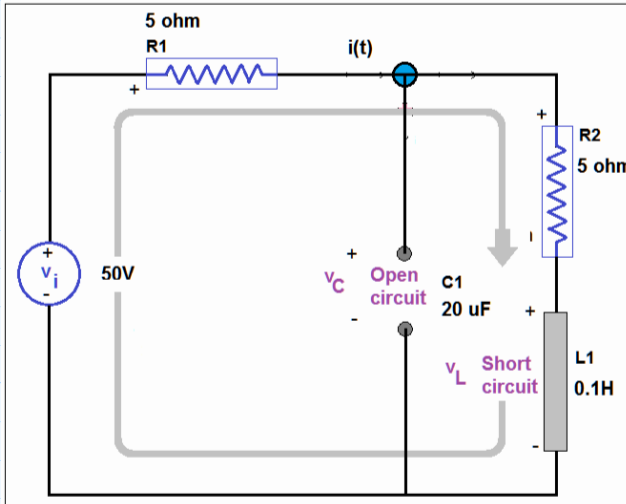 5 ohm
R1
i(t)
+
+
R2
5 ohm
-
+
v i
-
50V
+
v C
Open
circuit
-
C1
20 uF
+
v L
Short
circuit
L1
0.1H
-